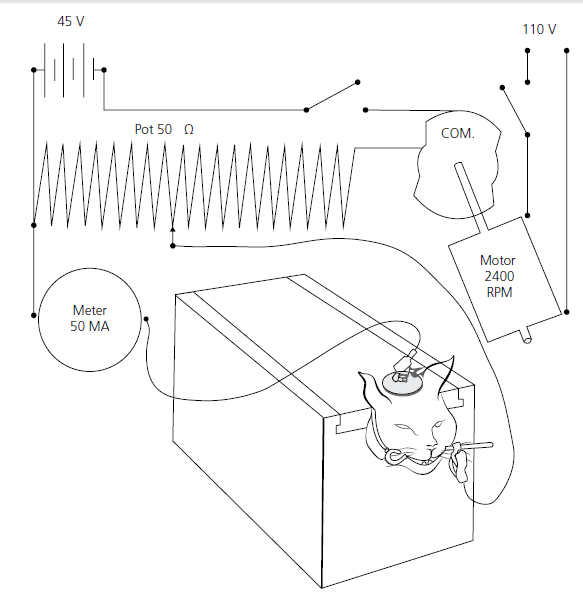 45 V
110 V
Pot 50 Ω
COM.
Motor
2400
RPM
Meter
50 MA